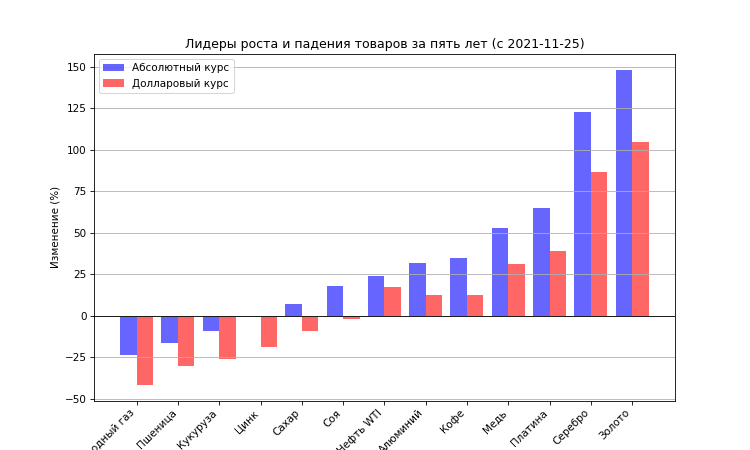 Лидеры роста и падения товаров за пять лет (с 2021-11-25)
Абсолютный курс
Долларовый курс
Изменение (%)
150
125
100
75
50
25
0
−25
−50
одный газ
Пшеница
Кукуруза
Цинк
Сахар
Соя
Нефть WTI
Алюминий
Кофе
Медь
Платина
Серебро
Золото